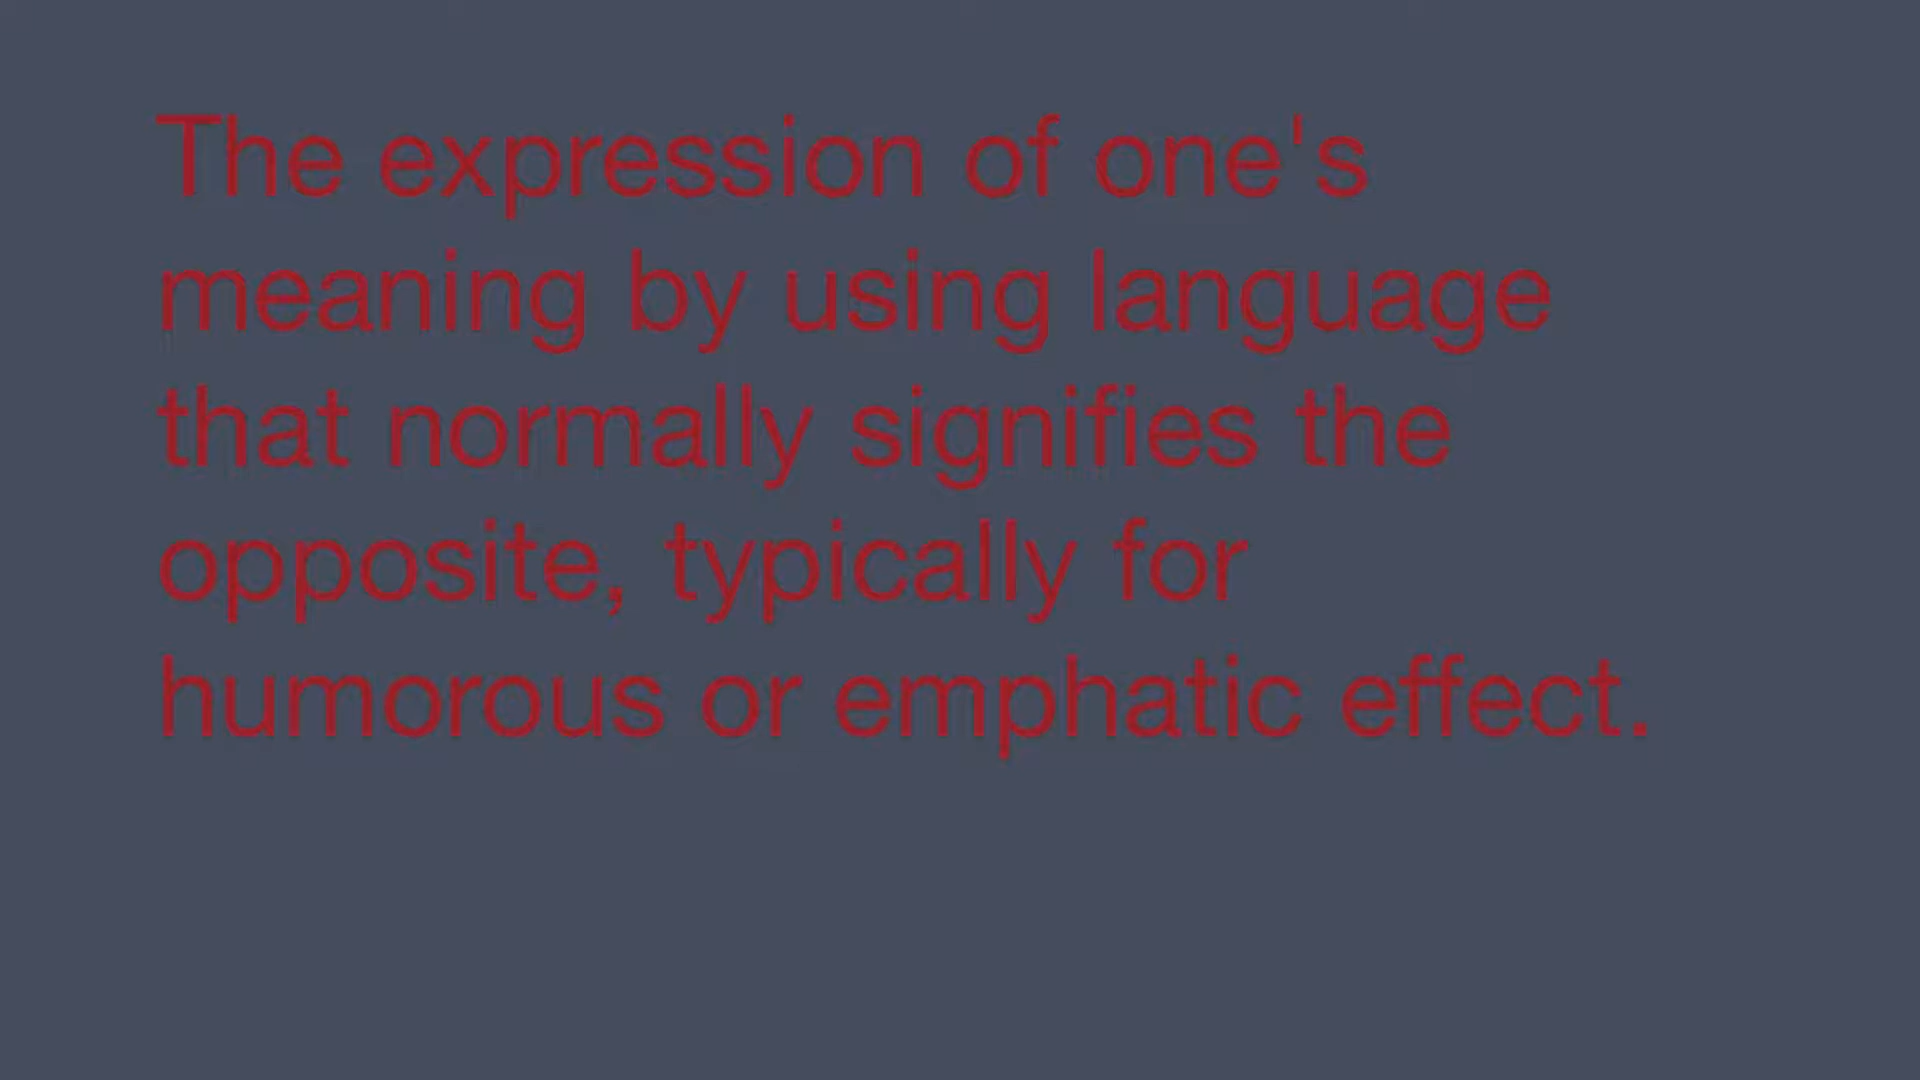 The expression of one's
meaning by using language
that normally signifies the
opposite, typically for
humorous or emphatic effect.